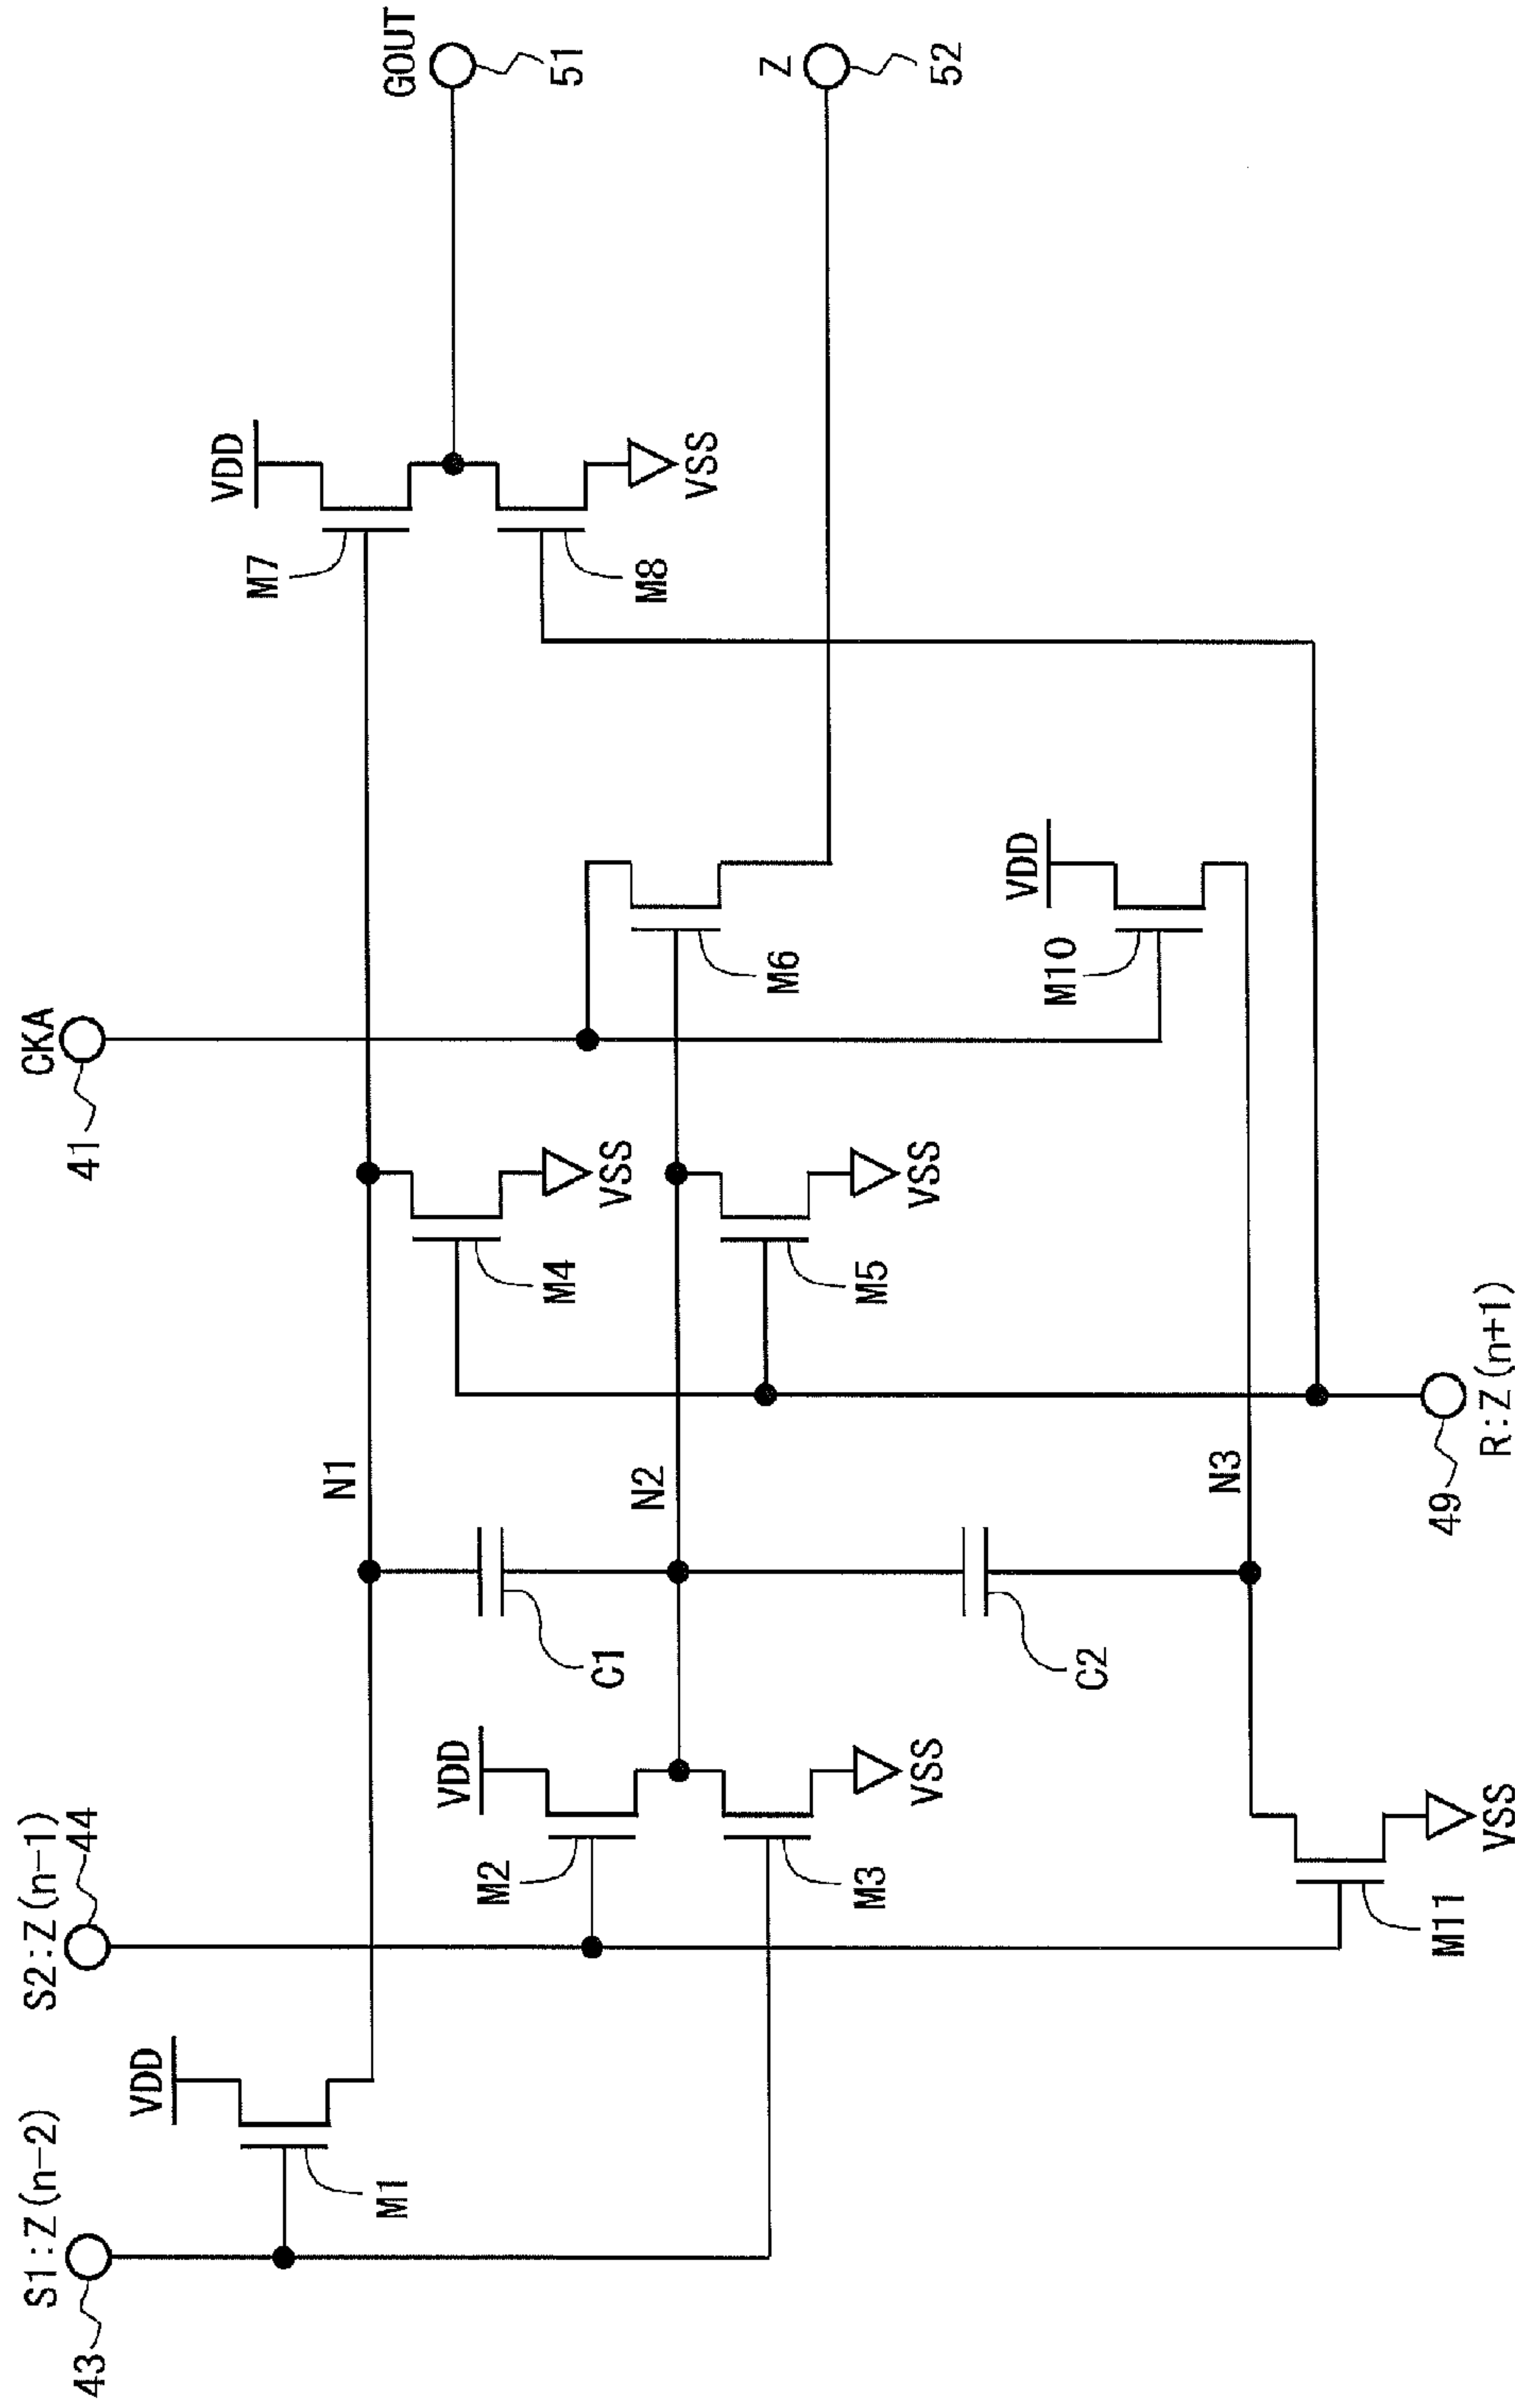 S1:Z(n-2)
43
S2:Z(n-1)
44
CKA
41
GOUT
51
Z
52
49
R:Z(n+1)
VDD
M1
VDD
M2
M3
VSS
M11
VSS
C1
C2
N1
N2
N3
M4
VSS
M5
VSS
M6
VDD
M10
VDD
M7
M8
VSS